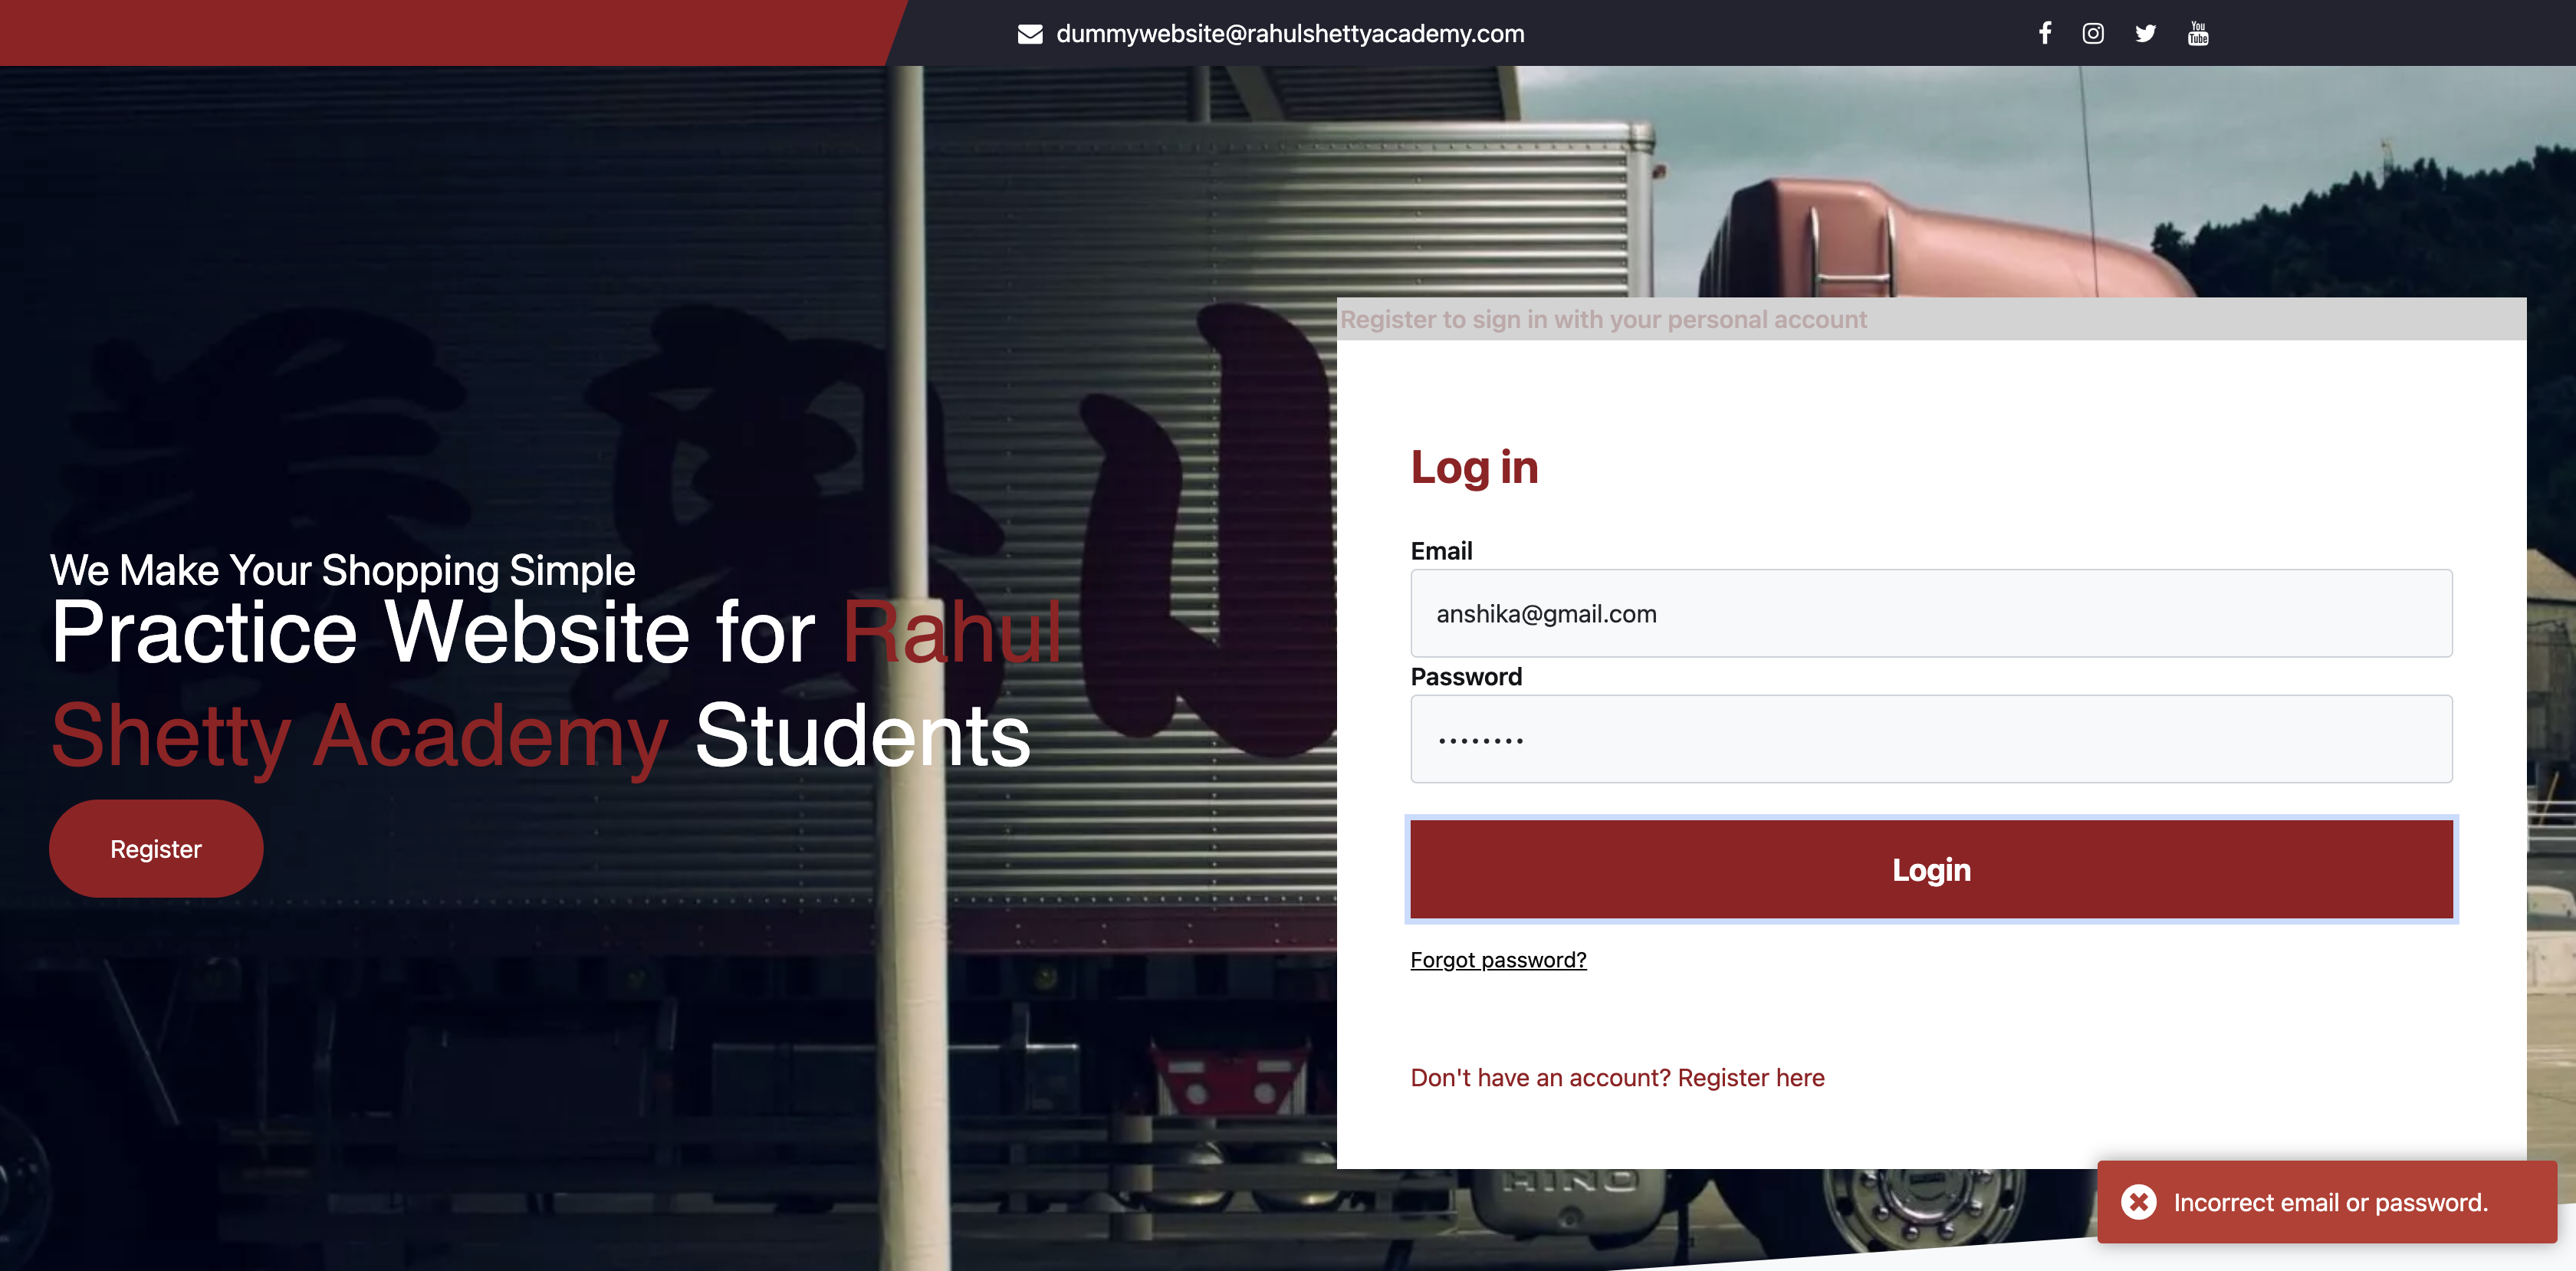 dummywebsite@rahulshettyacademy.com
You
Tube
We Make Your Shopping Simple
Practice Website for Rahul
Shetty Academy Students
Register
Register to sign in with your personal account
Log in
Email
anshika@gmail.com
Password
Login
Forgot password?
Don't have an account? Register here
HINO
Incorrect email or password.